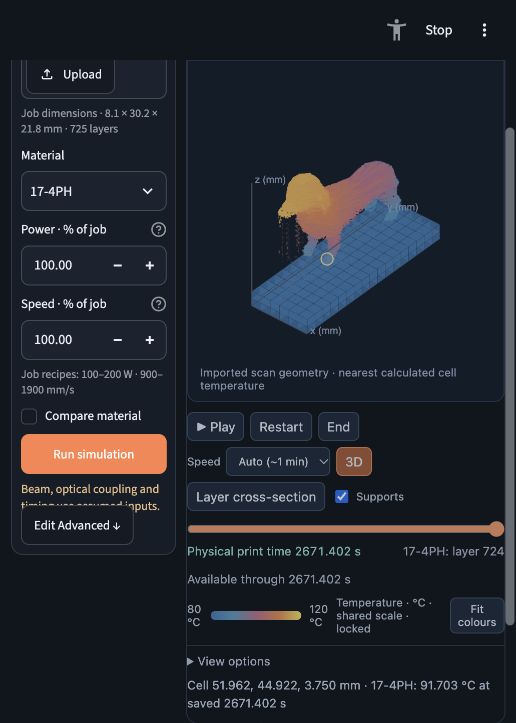 Stop
Upload
Job dimensions · 8.1 × 30.2 ×
21.8 mm · 725 layers
Material
17-4PH
Power · % of job
100.00
Speed · % of job
100.00
Job recipes: 100–200 W · 900–
1900 mm/s
Compare material
Run simulation
Beam, optical coupling and
timing use assumed inputs.
Edit Advanced ↓
z (mm)
y (mm)
x (mm)
Imported scan geometry · nearest calculated cell
temperature
Play
Restart
End
Speed
Auto (~1 min)
3D
Layer cross-section
Supports
Physical print time 2671.402 s
17-4PH: layer 724
Available through 2671.402 s
80
°C
120
°C
Temperature · °C ·
shared scale ·
locked
Fit
colours
View options
Cell 51.962, 44.922, 3.750 mm · 17-4PH: 91.703 °C at
saved 2671.402 s